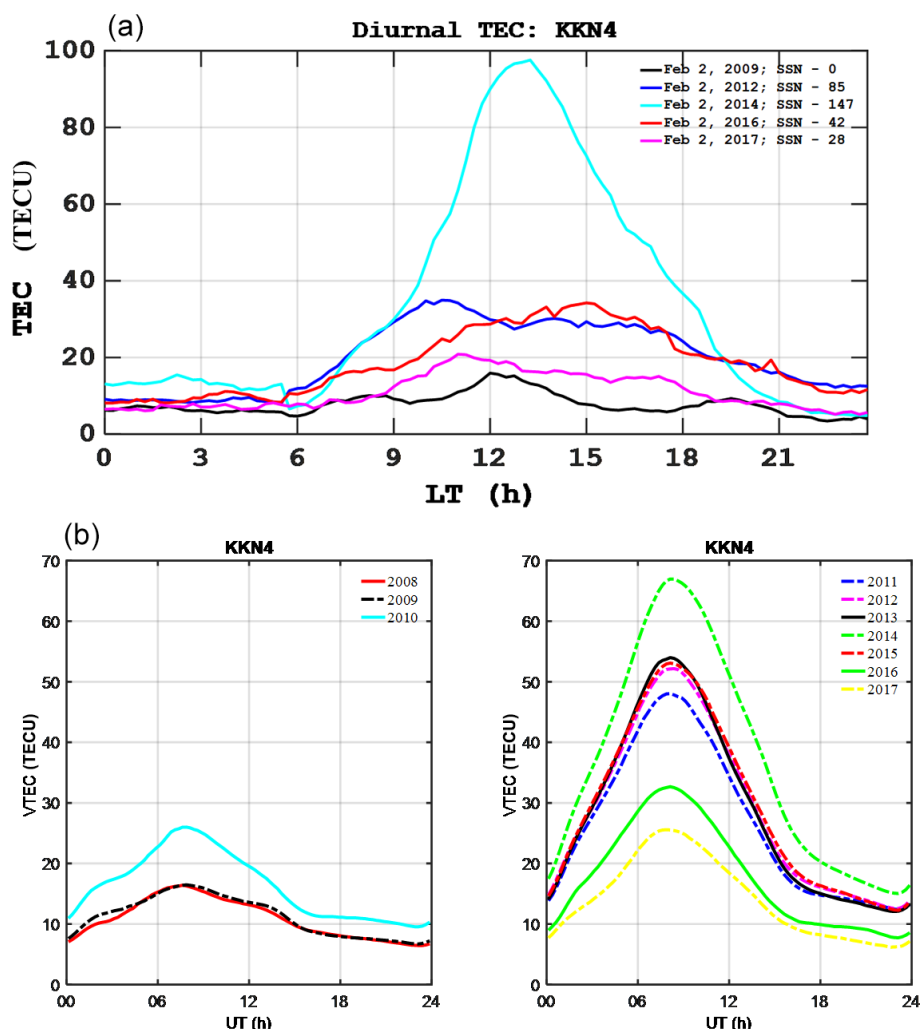 (a)
Diurnal TEC: KKN4
Feb 2, 2009; SSN - 0
Feb 2, 2012; SSN - 85
Feb 2, 2014; SSN - 147
Feb 2, 2016; SSN - 42
Feb 2, 2017; SSN - 28
100
80
60
40
20
0
TEC (TECU)
0 3 6 9 12 15 18 21
LT (h)
(b)
KKN4
2008
2009
2010
70
60
50
40
30
20
10
0
VTEC (TECU)
00 06 12 18 24
UT (h)
KKN4
2011
2012
2013
2014
2015
2016
2017
70
60
50
40
30
20
10
0
VTEC (TECU)
00 06 12 18 24
UT (h)